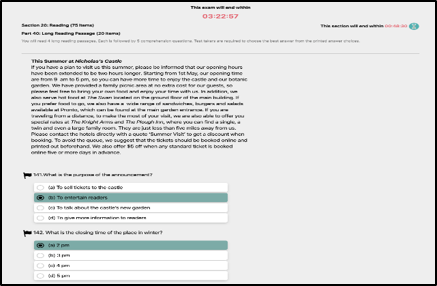 This exam will end within
03:22:57
Section 20: Reading (75 items)
This section will end within
Part 40: Long Reading Passage (20 items)
You will read 4 long reading passages. Each is followed by 5 comprehension questions. Test takers are required to choose the best answer from the printed answer choices.
This Summer at Nicholas's Castle
If you have a plan to visit us this summer, please be informed that our opening hours
have been extended to be two hours longer. Starting from 1st May, our opening time
are from 9 am to 5 pm, so you can have more time to enjoy the castle and our botanic
garden. We have provided a family picnic area at no extra cost for our guests, so
please feel time to bring your own food and enjoy your time with us. In addition, we
also serve hot food at The Swan located on the ground floor of the main building. If
you prefer food to go, we also have a wide range of sandwiches, burgers and salads
available at Pronto, which can be found at the main garden entrance. If you are
traveling from a distance, to make the most of your visit, we are also able to offer you
special rates at The Knight Arms and The Plough Inn, where you can find a single, a
twin and even a large family room. They are just less than five miles away from us.
Please contact the hotels directly with a quote 'Summer Visit' to get a discount when
booking. To avoid the queue, we suggest that the tickets should be booked online and
printed out beforehand. We also offer $5 off when any standard ticket is booked
online five or more days in advance.
141.What is the purpose of the announcement?
(a) To sell tickets to the castle
(b) To entertain readers
(c) To talk about the castle's new garden
(d) To give more information to readers
142. What is the closing time of the place in winter?
(a) 2 pm
(b) 3 pm
(c) 4 pm
(d) 5 pm